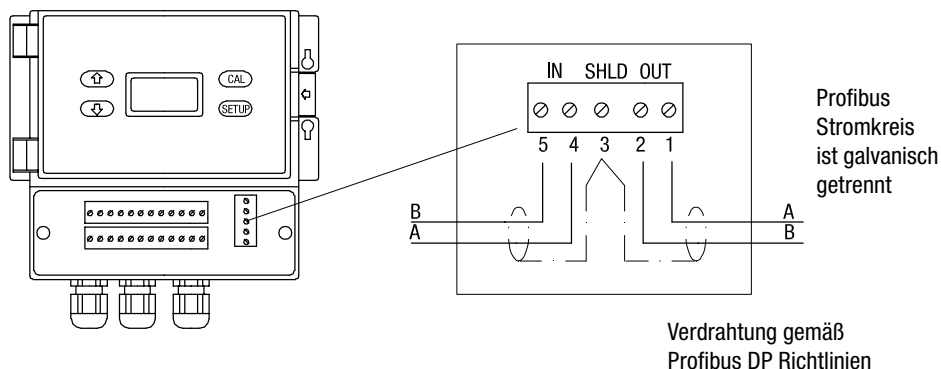 CAL
SETUP
IN SHLD OUT
5 4 3 2 1
B
A
A
B
Profibus
Stromkreis
ist galvanisch
getrennt
Verdrahtung gemäß
Profibus DP Richtlinien